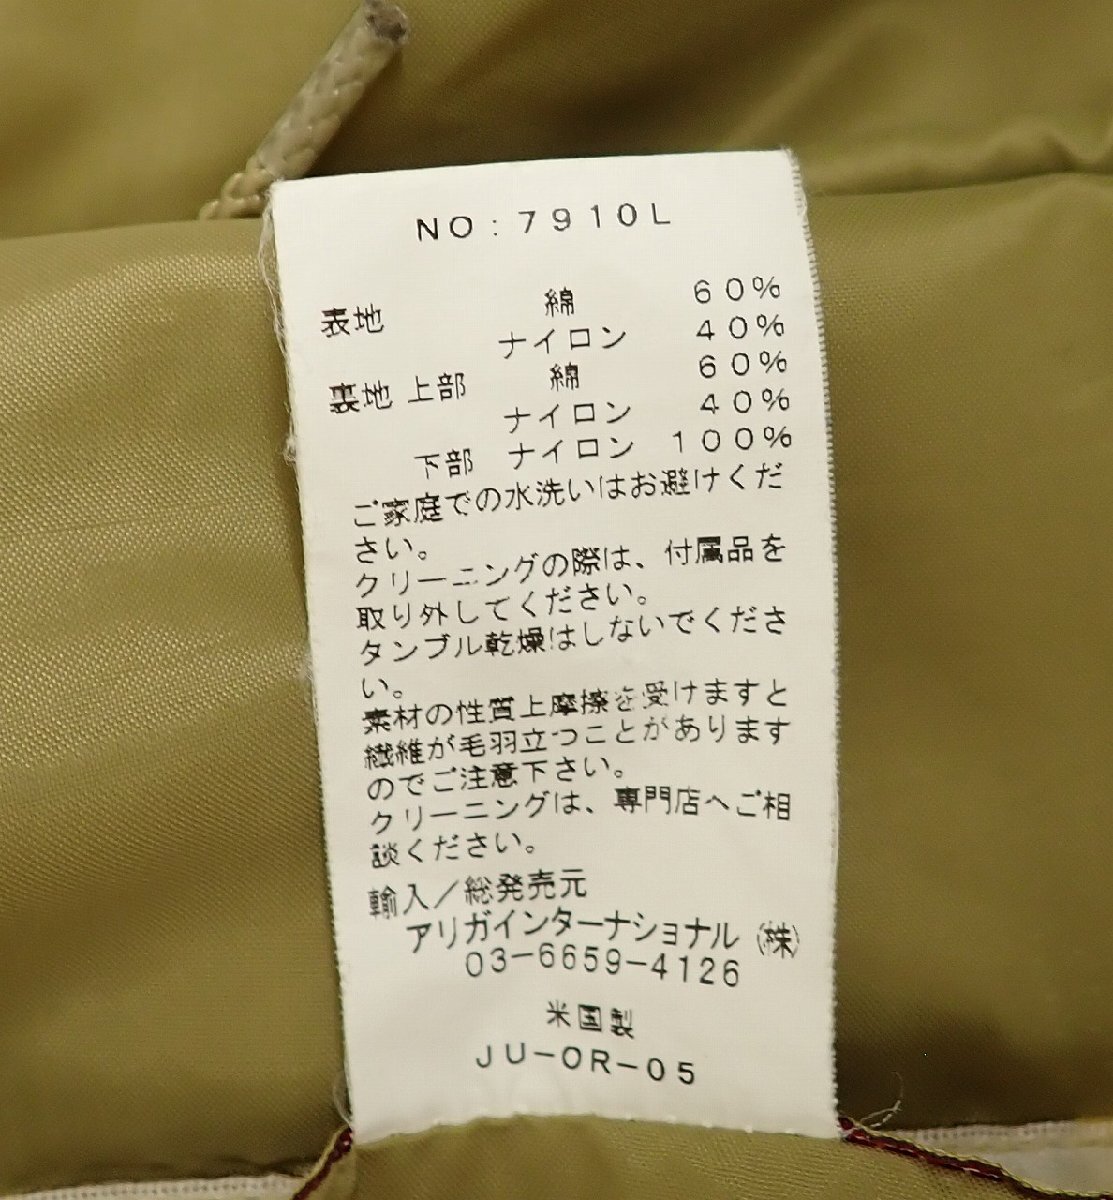 NO:7910L
表地 綿 60%
ナイロン 40%
裏地 上部 綿 60%
ナイロン 40%
下部 ナイロン 100%
ご家庭での水洗いはお避けくだ
さい。
クリーニングの際は、付属品を
取り外してください。
タンブル乾燥はしないでくださ
い。
素材の性質上摩擦を受けますと
繊維が毛羽立つことがあります
のでご注意下さい。
クリーニングは、専門店へご相
談ください。
輸入/総発売元
アリガインターナショナル(株)
03-6659-4126
米国製
JU-OR-05